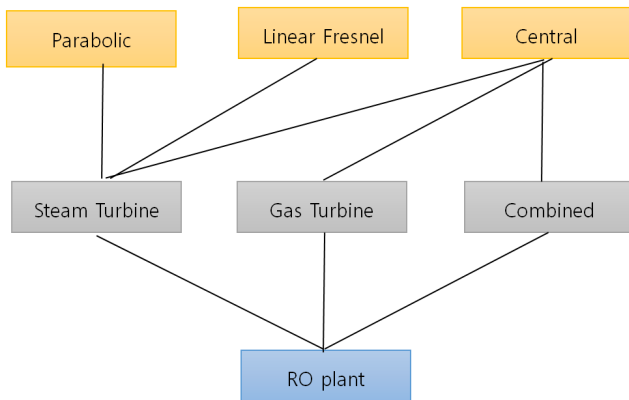 Parabolic
Linear Fresnel
Central
Steam Turbine
Gas Turbine
Combined
RO plant